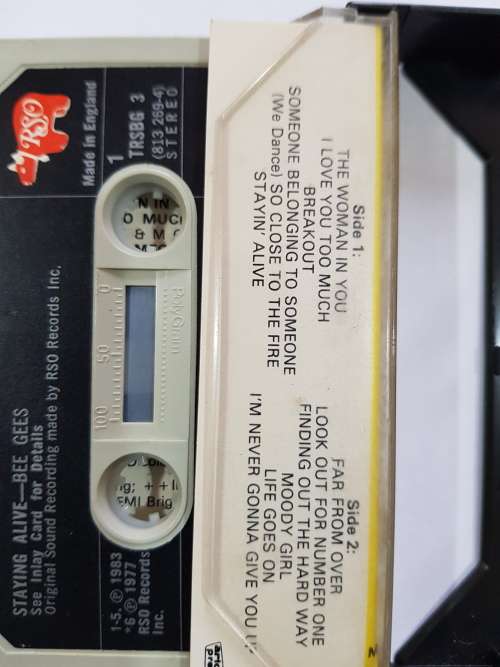 Side 1:
THE WOMAN IN YOU
I LOVE YOU TOO MUCH
BREAKOUT
SOMEONE BELONGING TO SOMEONE
(We Dance) SO CLOSE TO THE FIRE
STAYIN' ALIVE
Side 2:
FAR FROM OVER
LOOK OUT FOR NUMBER ONE
FINDING OUT THE HARD WAY
MOODY GIRL
LIFE GOES ON
I'M NEVER GONNA GIVE YOU
RSO
Made in England
1
TRSBG 3
(813 269-4)
STEREO
PolyGram
0 50 100
STAYING ALIVE—BEE GEES
See Inlay Card for Details
Original Sound Recording made by RSO Records Inc.
1-5. ℗ 1983
*6 ℗ 1977
RSO Records
Inc.